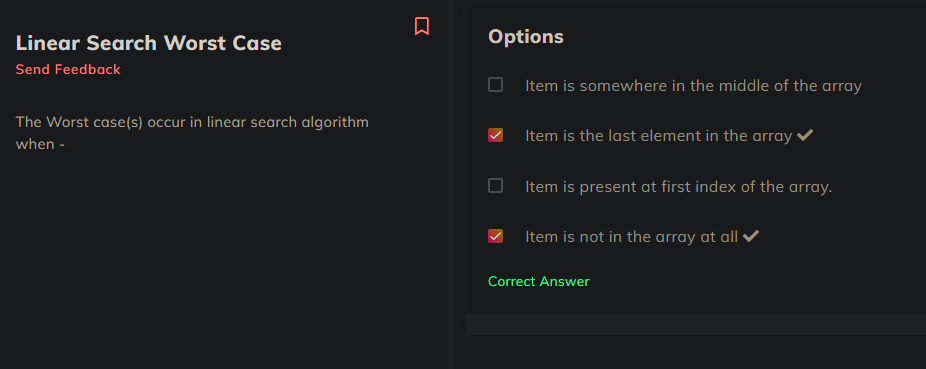 Linear Search Worst Case
Send Feedback
The Worst case(s) occur in linear search algorithm
when -
Options
Item is somewhere in the middle of the array
Item is the last element in the array
Item is present at first index of the array.
Item is not in the array at all
Correct Answer